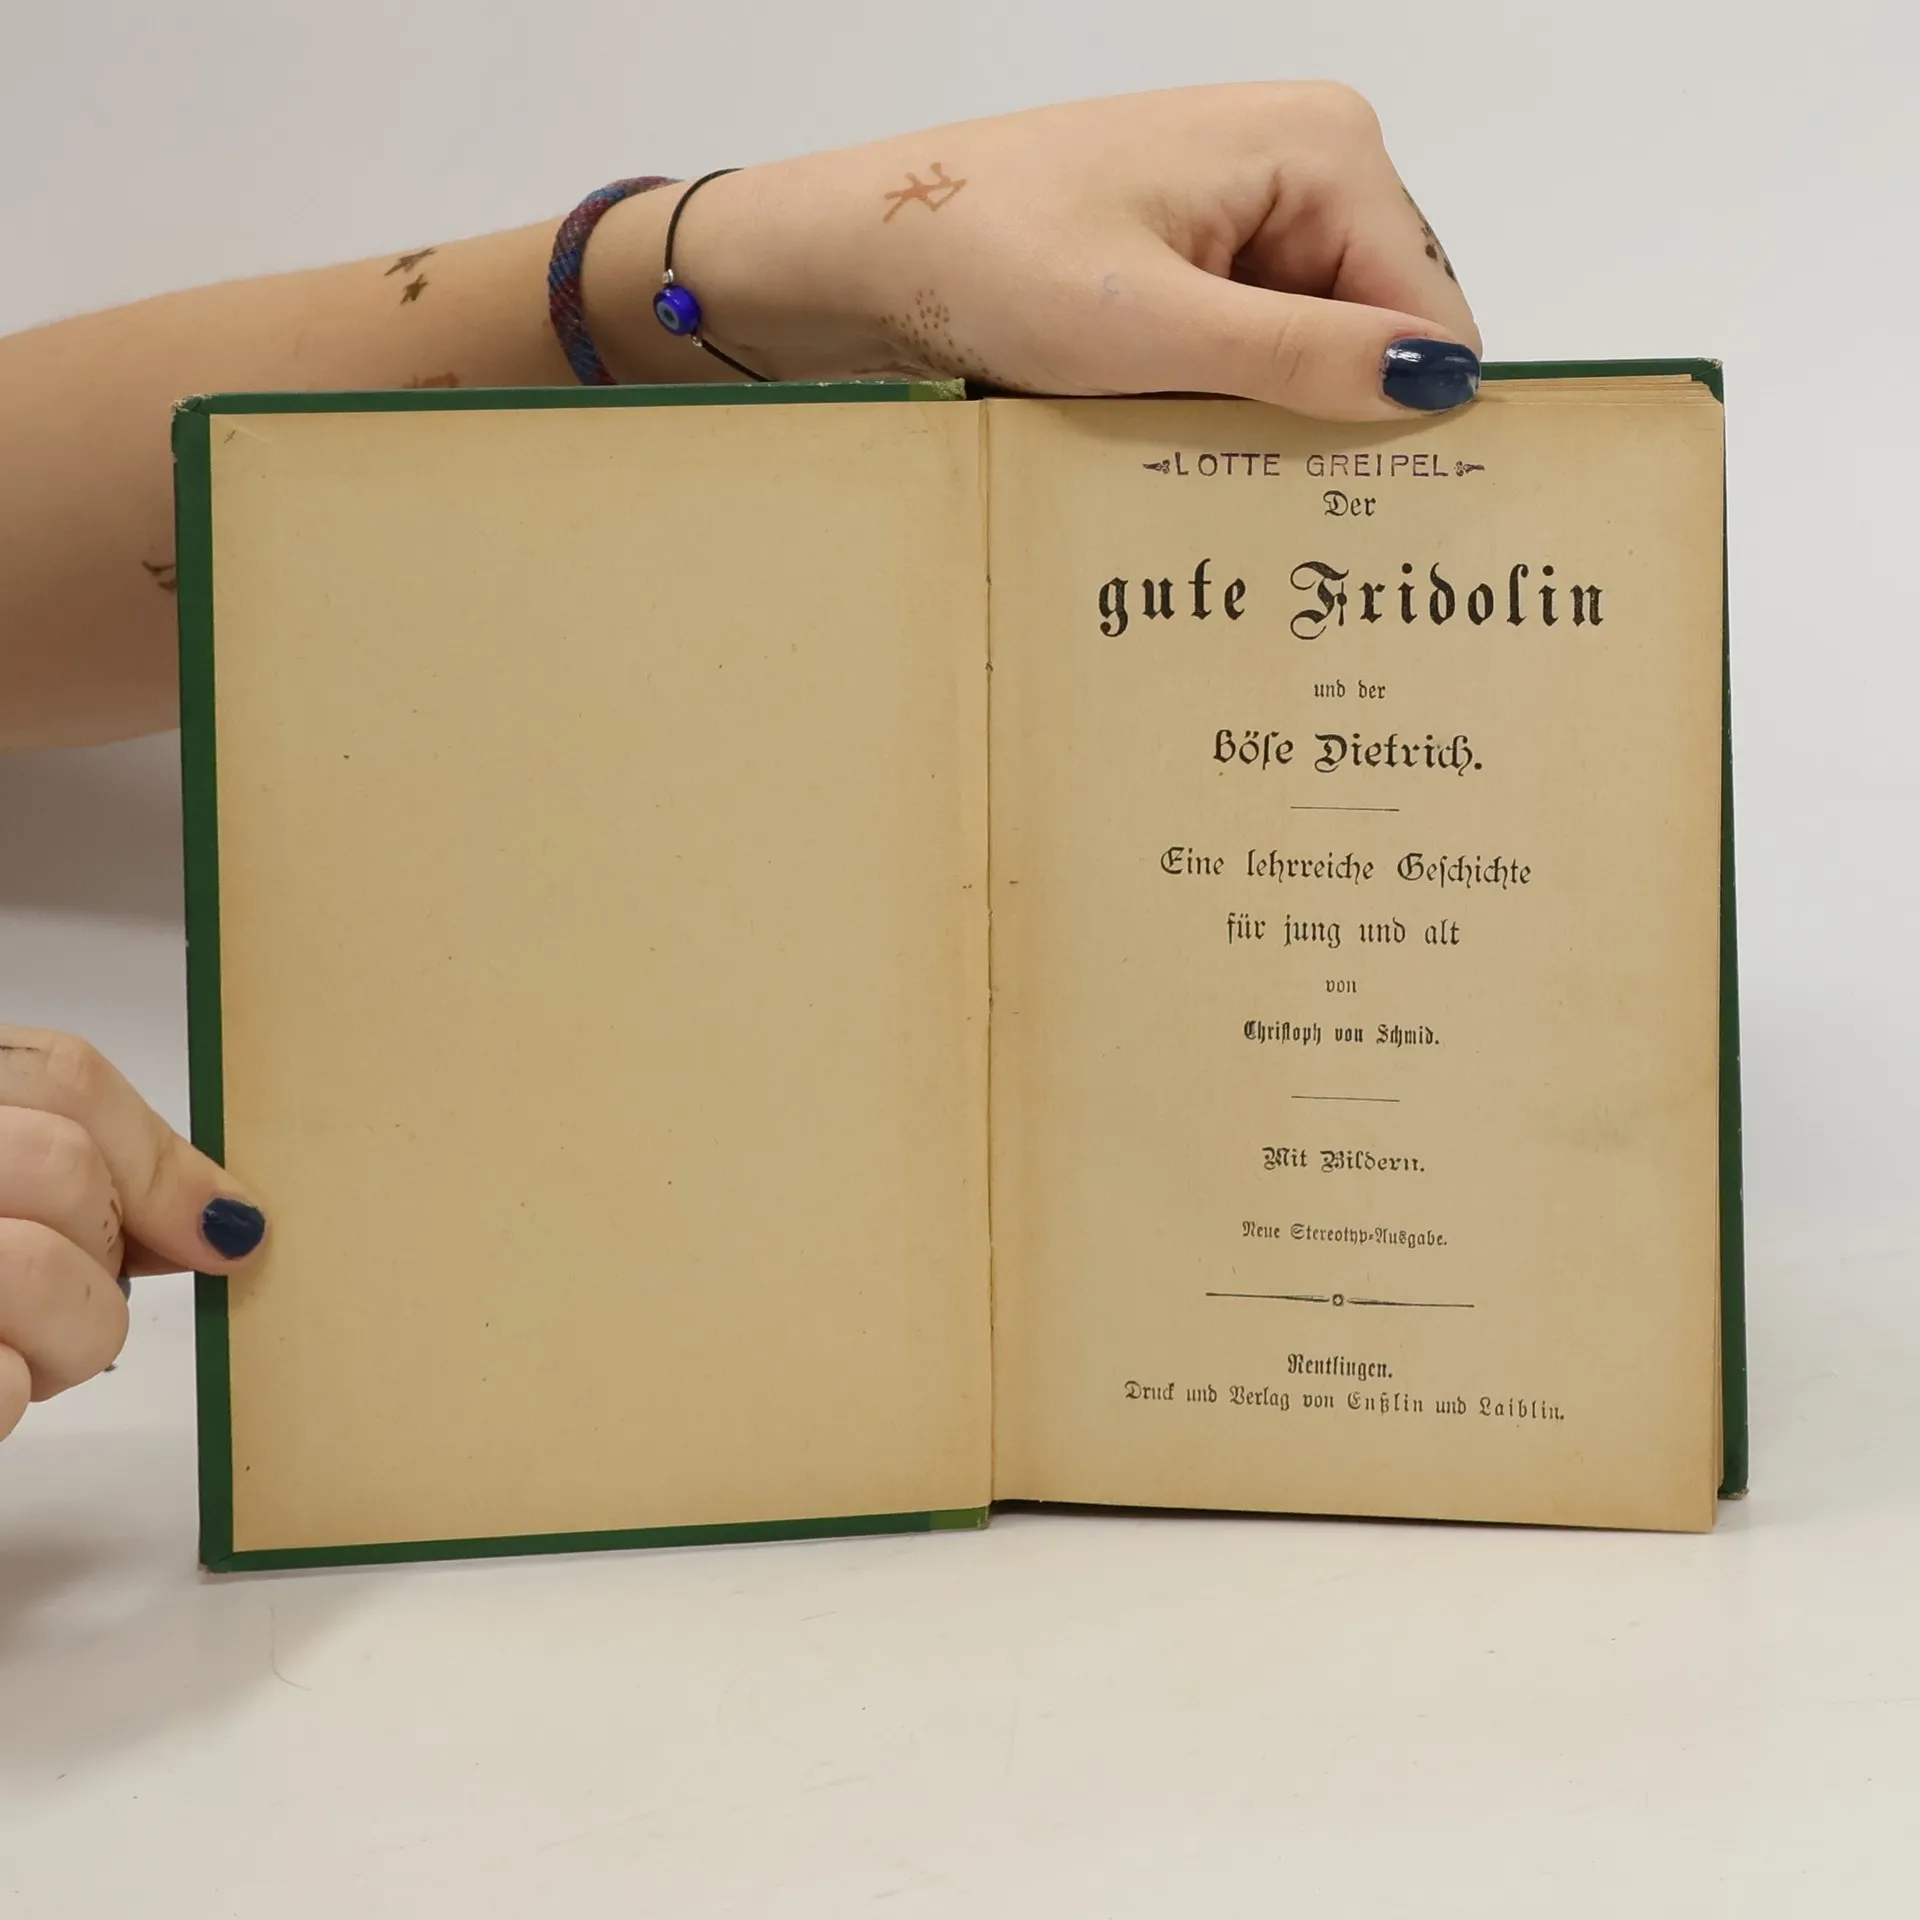 LOTTE GREIPEL
Der
gute Fridolin
und der
böſe Dietrich.
Eine lehrreiche Geſchichte
für jung und alt
von
Chriſtoph von Schmid.
Mit Bildern.
Neue Stereotyp-Ausgabe.
Reutlingen.
Druck und Verlag von Enßlin und Laiblin.